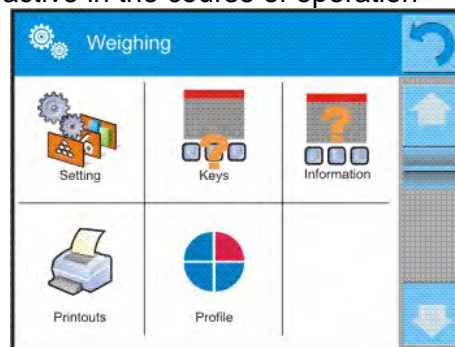 active in the course of operation
Weighing
Setting
Keys
Information
Printouts
Profile